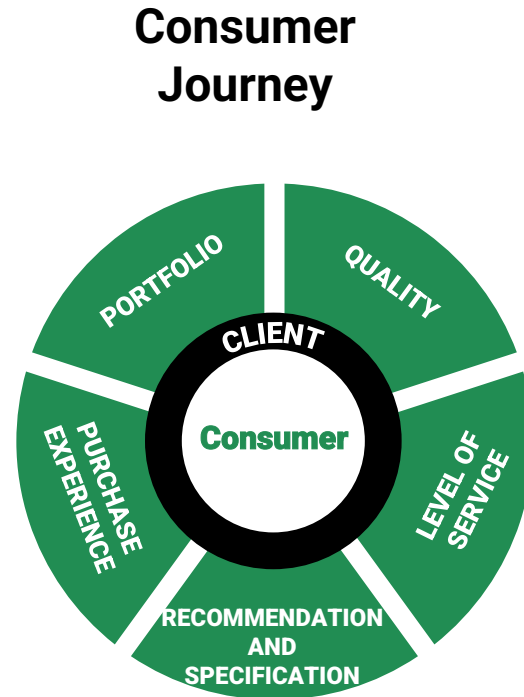 Consumer
Journey
PORTFOLIO
QUALITY
CLIENT
Consumer
PURCHASE
EXPERIENCE
LEVEL OF
SERVICE
RECOMMENDATION
AND
SPECIFICATION